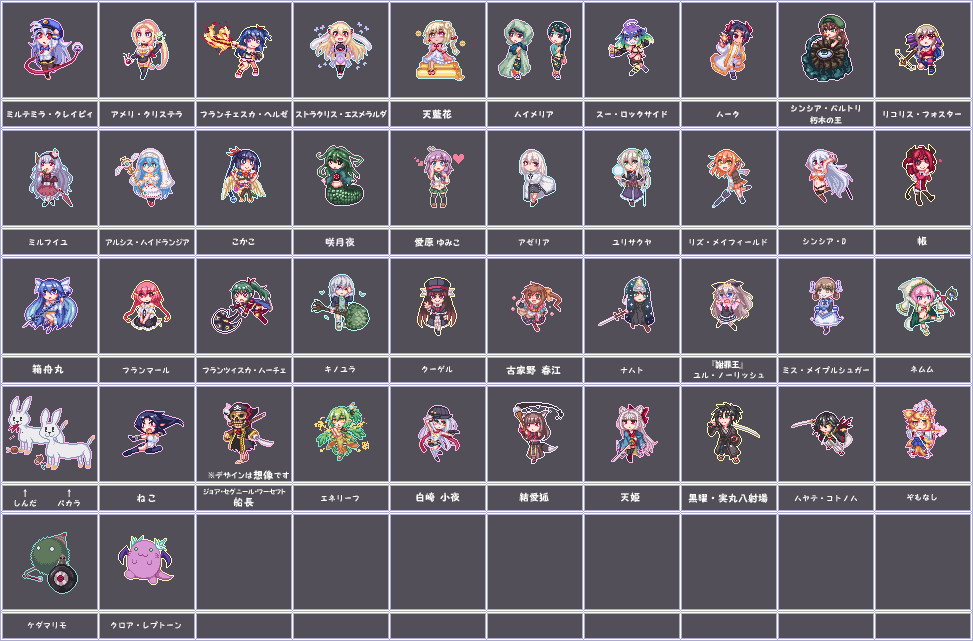 ミルテミラ・クレイビィ
アメリ・クリステラ
フランチェスカ・ヘルゼ
ストラクリス・エスメラルダ
天藍花
ハイメリア
スー・ロックサイド
ムーク
シンシア・バルトリ
朽木の王
リコリス・フォスター
ミルフイユ
アルシス・ハイドランジア
こかこ
咲月夜
愛原 ゆみこ
アゼリア
ユリサクヤ
リズ・メイフィールド
シンシア・D
帳
箱舟丸
フランマール
フランツィスカ・ムーチェ
キノユラ
ウーゲル
古家野 春江
ナハト
『謝罪王』
ユル・ノーリッシュ
ミス・メイプルシュガー
ネムム
※デザインは想像です
↑ ↑
しんだ パカラ
ねこ
ジョア・セグニール・ワーセフト
船長
エネリーフ
白崎 小夜
結愛狐
天姫
黒曜・実丸八射場
ハヤテ・コトノハ
ぞもなし
ケダマリモ
クロア・レプトーン